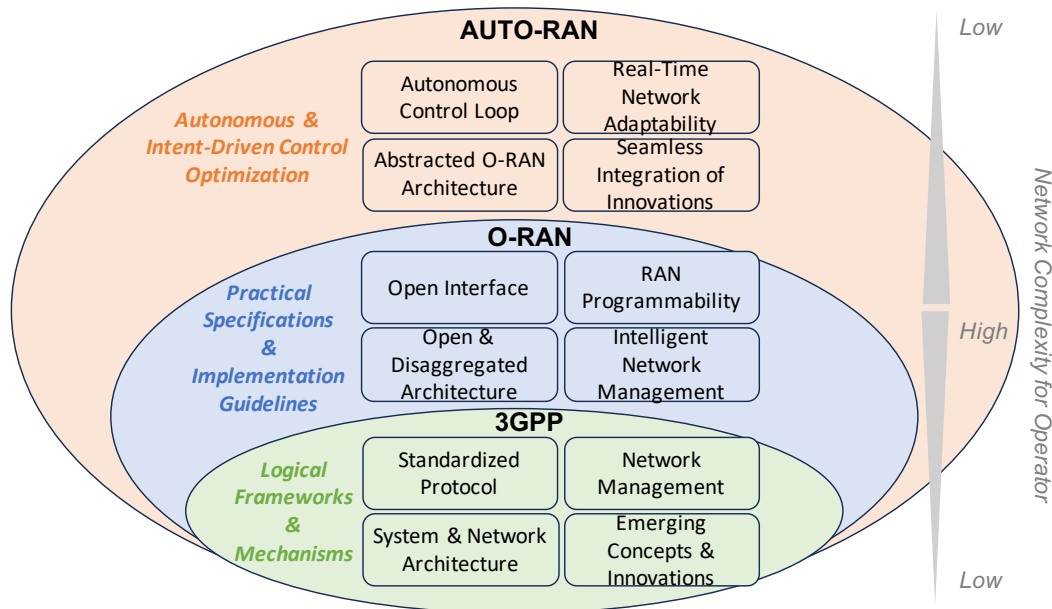 AUTO-RAN
Low
Autonomous &
Intent-Driven Control
Optimization
Autonomous
Control Loop
Real-Time
Network
Adaptability
Abstracted O-RAN
Architecture
Seamless
Integration of
Innovations
O-RAN
Practical
Specifications
&
Implementation
Guidelines
Open Interface
RAN
Programmability
Open &
Disaggregated
Architecture
Intelligent
Network
Management
High
Network Complexity for Operator
3GPP
Logical
Frameworks
&
Mechanisms
Standardized
Protocol
Network
Management
System & Network
Architecture
Emerging
Concepts &
Innovations
Low